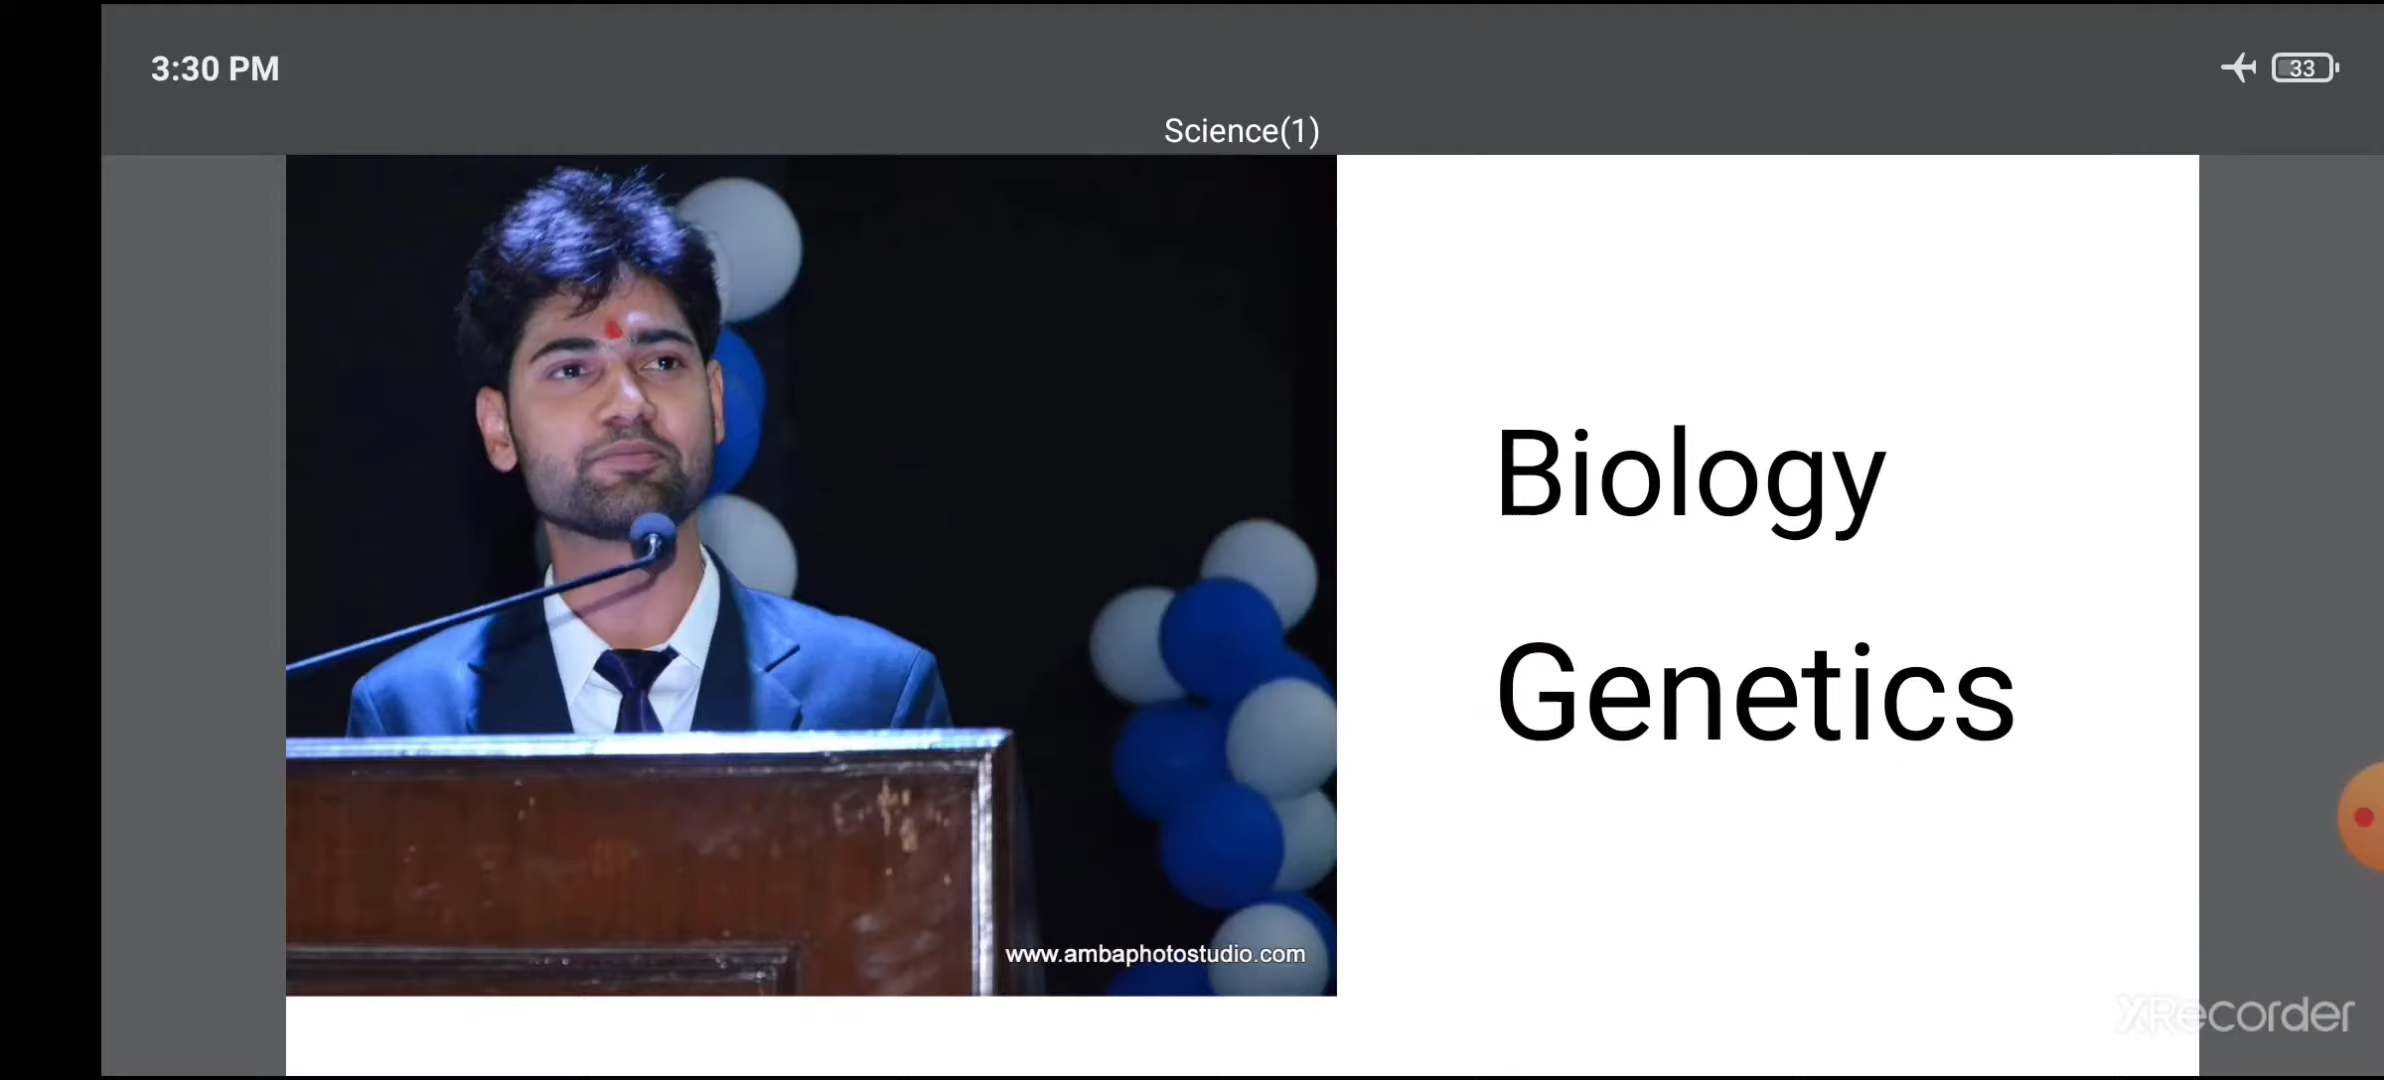 3:30 PM
33
Science(1)
Biology
Genetics
www.ambaphotostudio.com
XRecorder